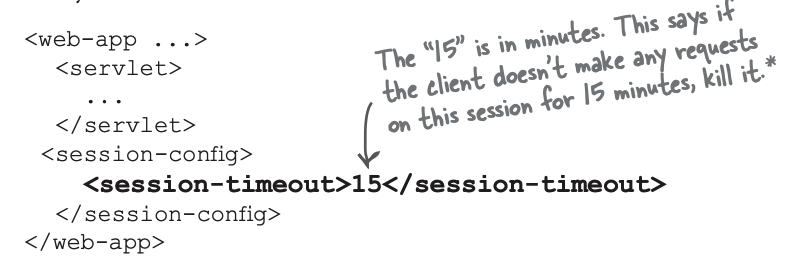 <web-app ...>
<servlet>
...
</servlet>
<session-config>
<session-timeout>15</session-timeout>
</session-config>
</web-app>
The “15” is in minutes. This says if
the client doesn’t make any requests
on this session for 15 minutes, kill it.*